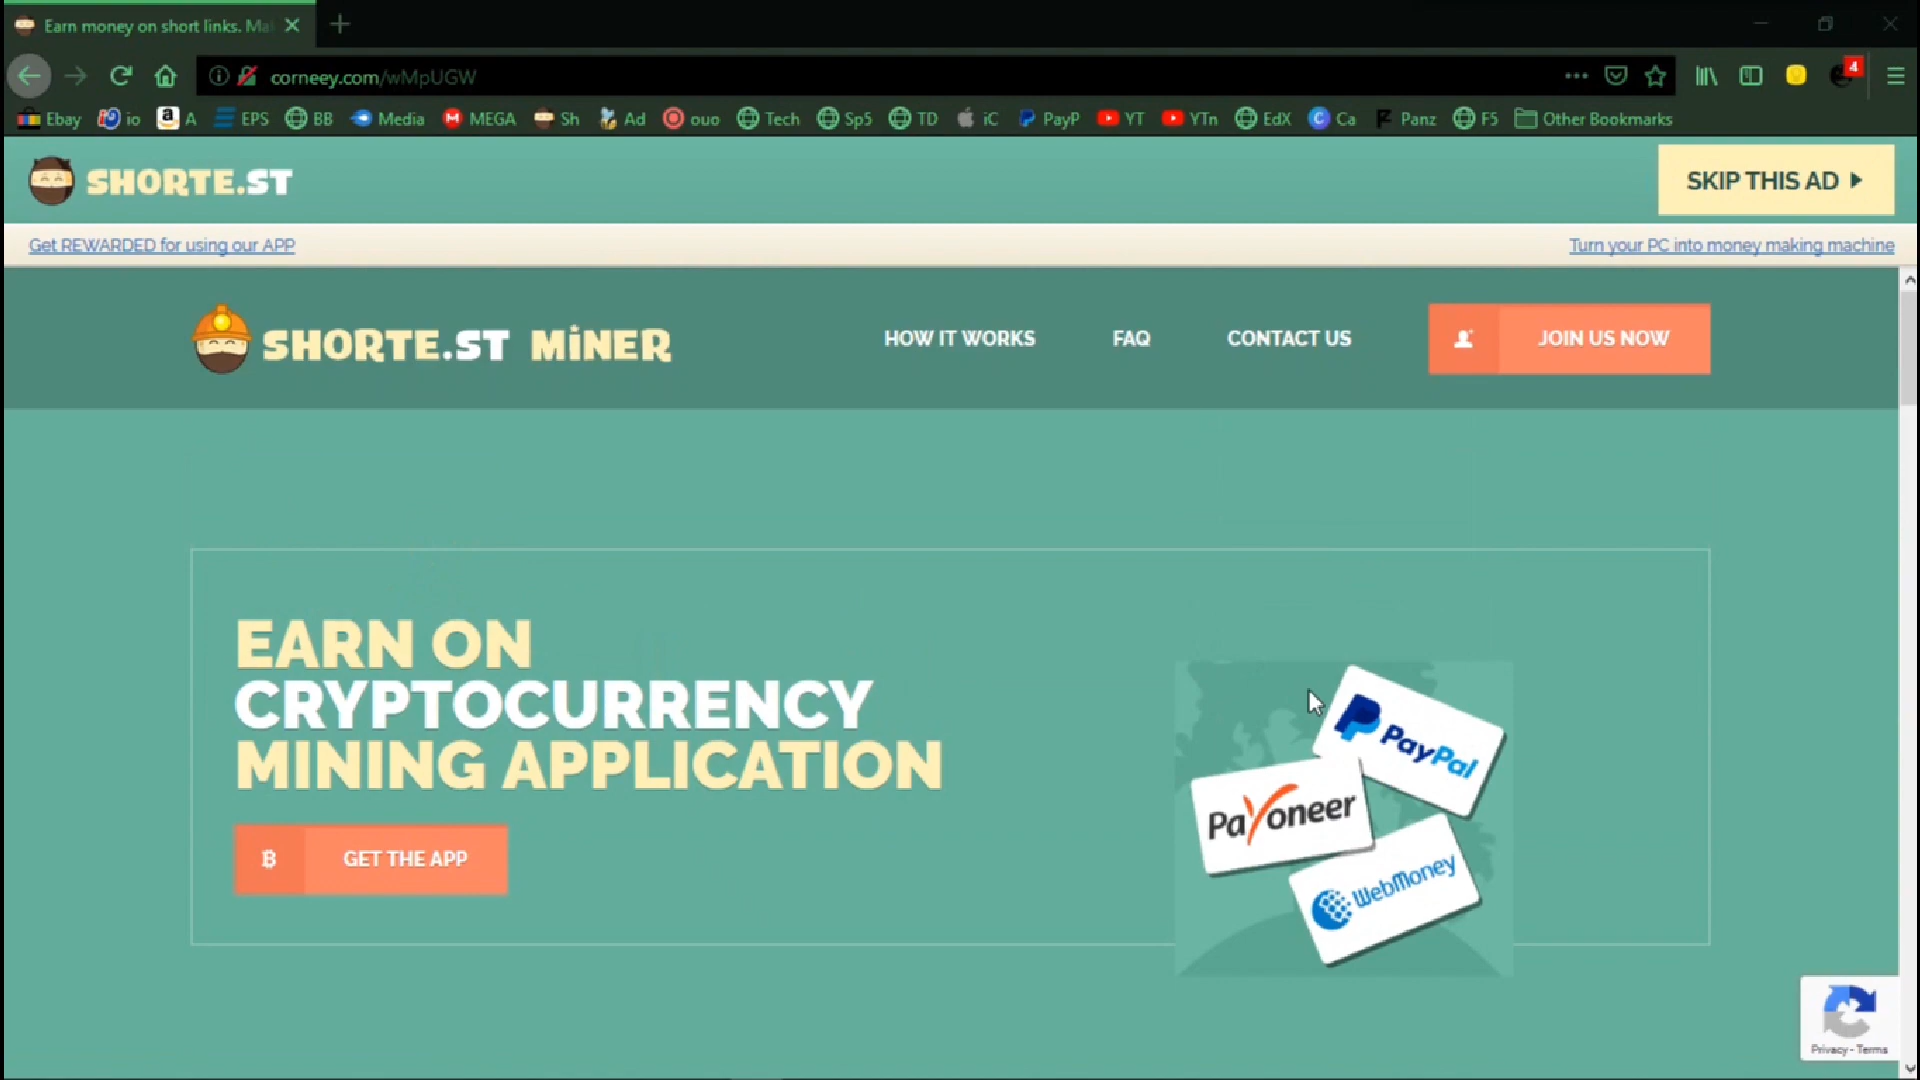 Earn money on short links. Ma
corneey.com/wMpUGW
4
Ebay io A EPS BB Media MEGA Sh Ad ouo Tech Sp5 TD iC PayP YT YTn EdX Ca Panz F5 Other Bookmarks
SHORTE.ST
SKIP THIS AD
Get REWARDED for using our APP
Turn your PC into money making machine
SHORTE.ST MiNER
HOW IT WORKS
FAQ
CONTACT US
JOIN US NOW
EARN ON
CRYPTOCURRENCY
MINING APPLICATION
GET THE APP
PayPal
Payoneer
WebMoney
Privacy - Terms